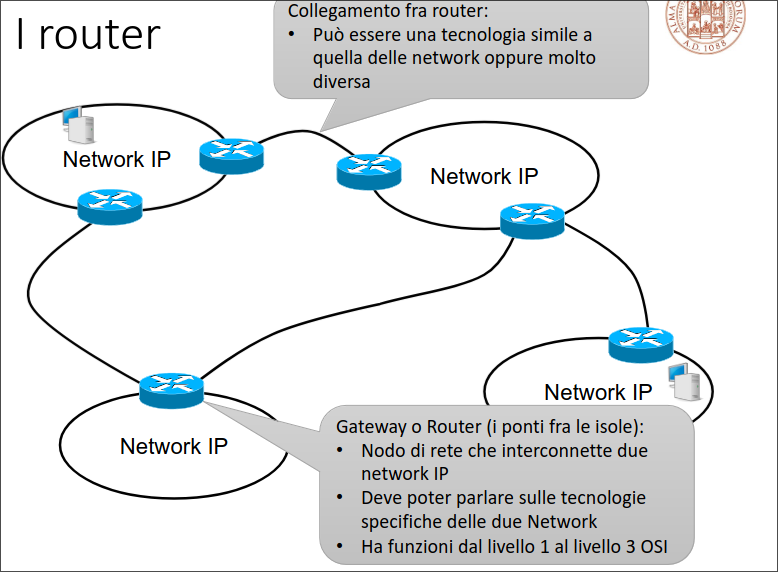 I router
Collegamento fra router:
• Può essere una tecnologia simile a
quella delle network oppure molto
diversa
ALMA
ORUM
A.D. 1088
Network IP
Network IP
Network IP
Network IP
Gateway o Router (i ponti fra le isole):
• Nodo di rete che interconnette due
network IP
• Deve poter parlare sulle tecnologie
specifiche delle due Network
• Ha funzioni dal livello 1 al livello 3 OSI